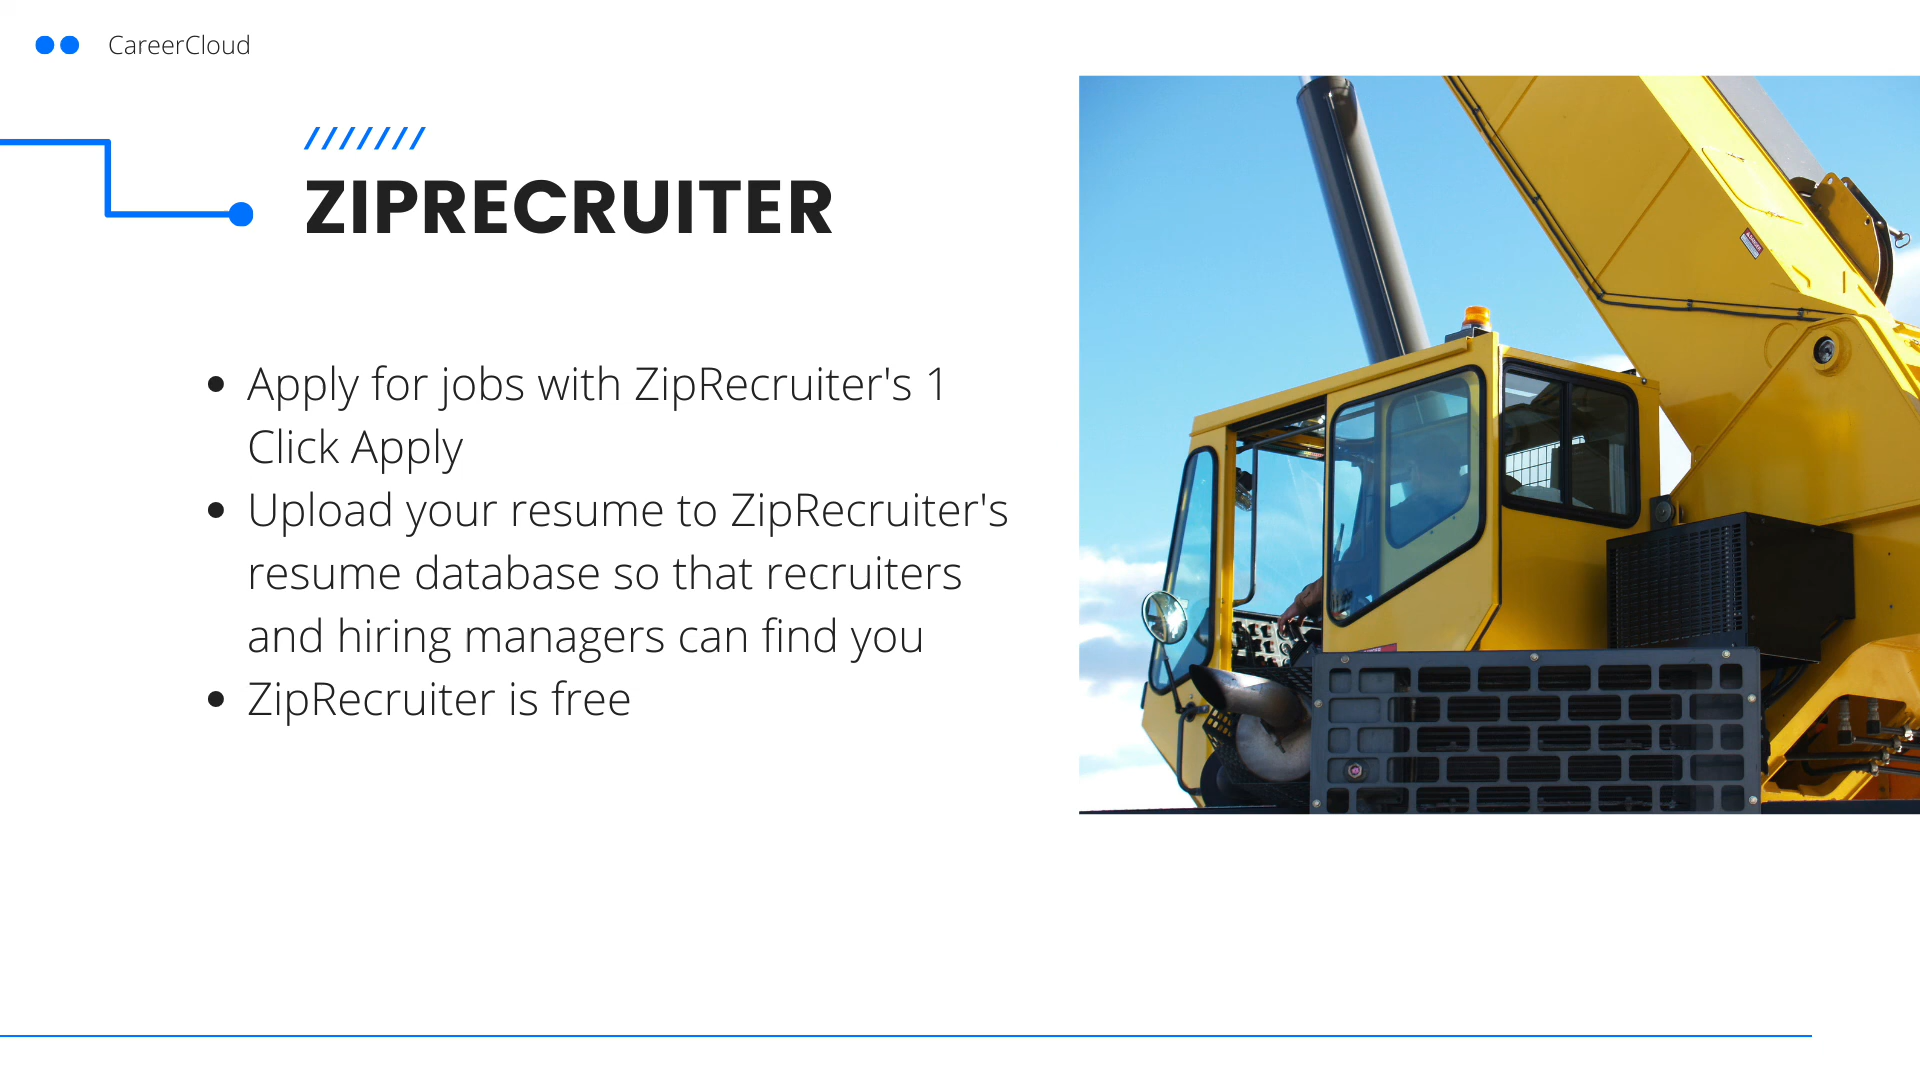 CareerCloud
ZIPRECRUITER
Apply for jobs with ZipRecruiter's 1
Click Apply
Upload your resume to ZipRecruiter's
resume database so that recruiters
and hiring managers can find you
ZipRecruiter is free